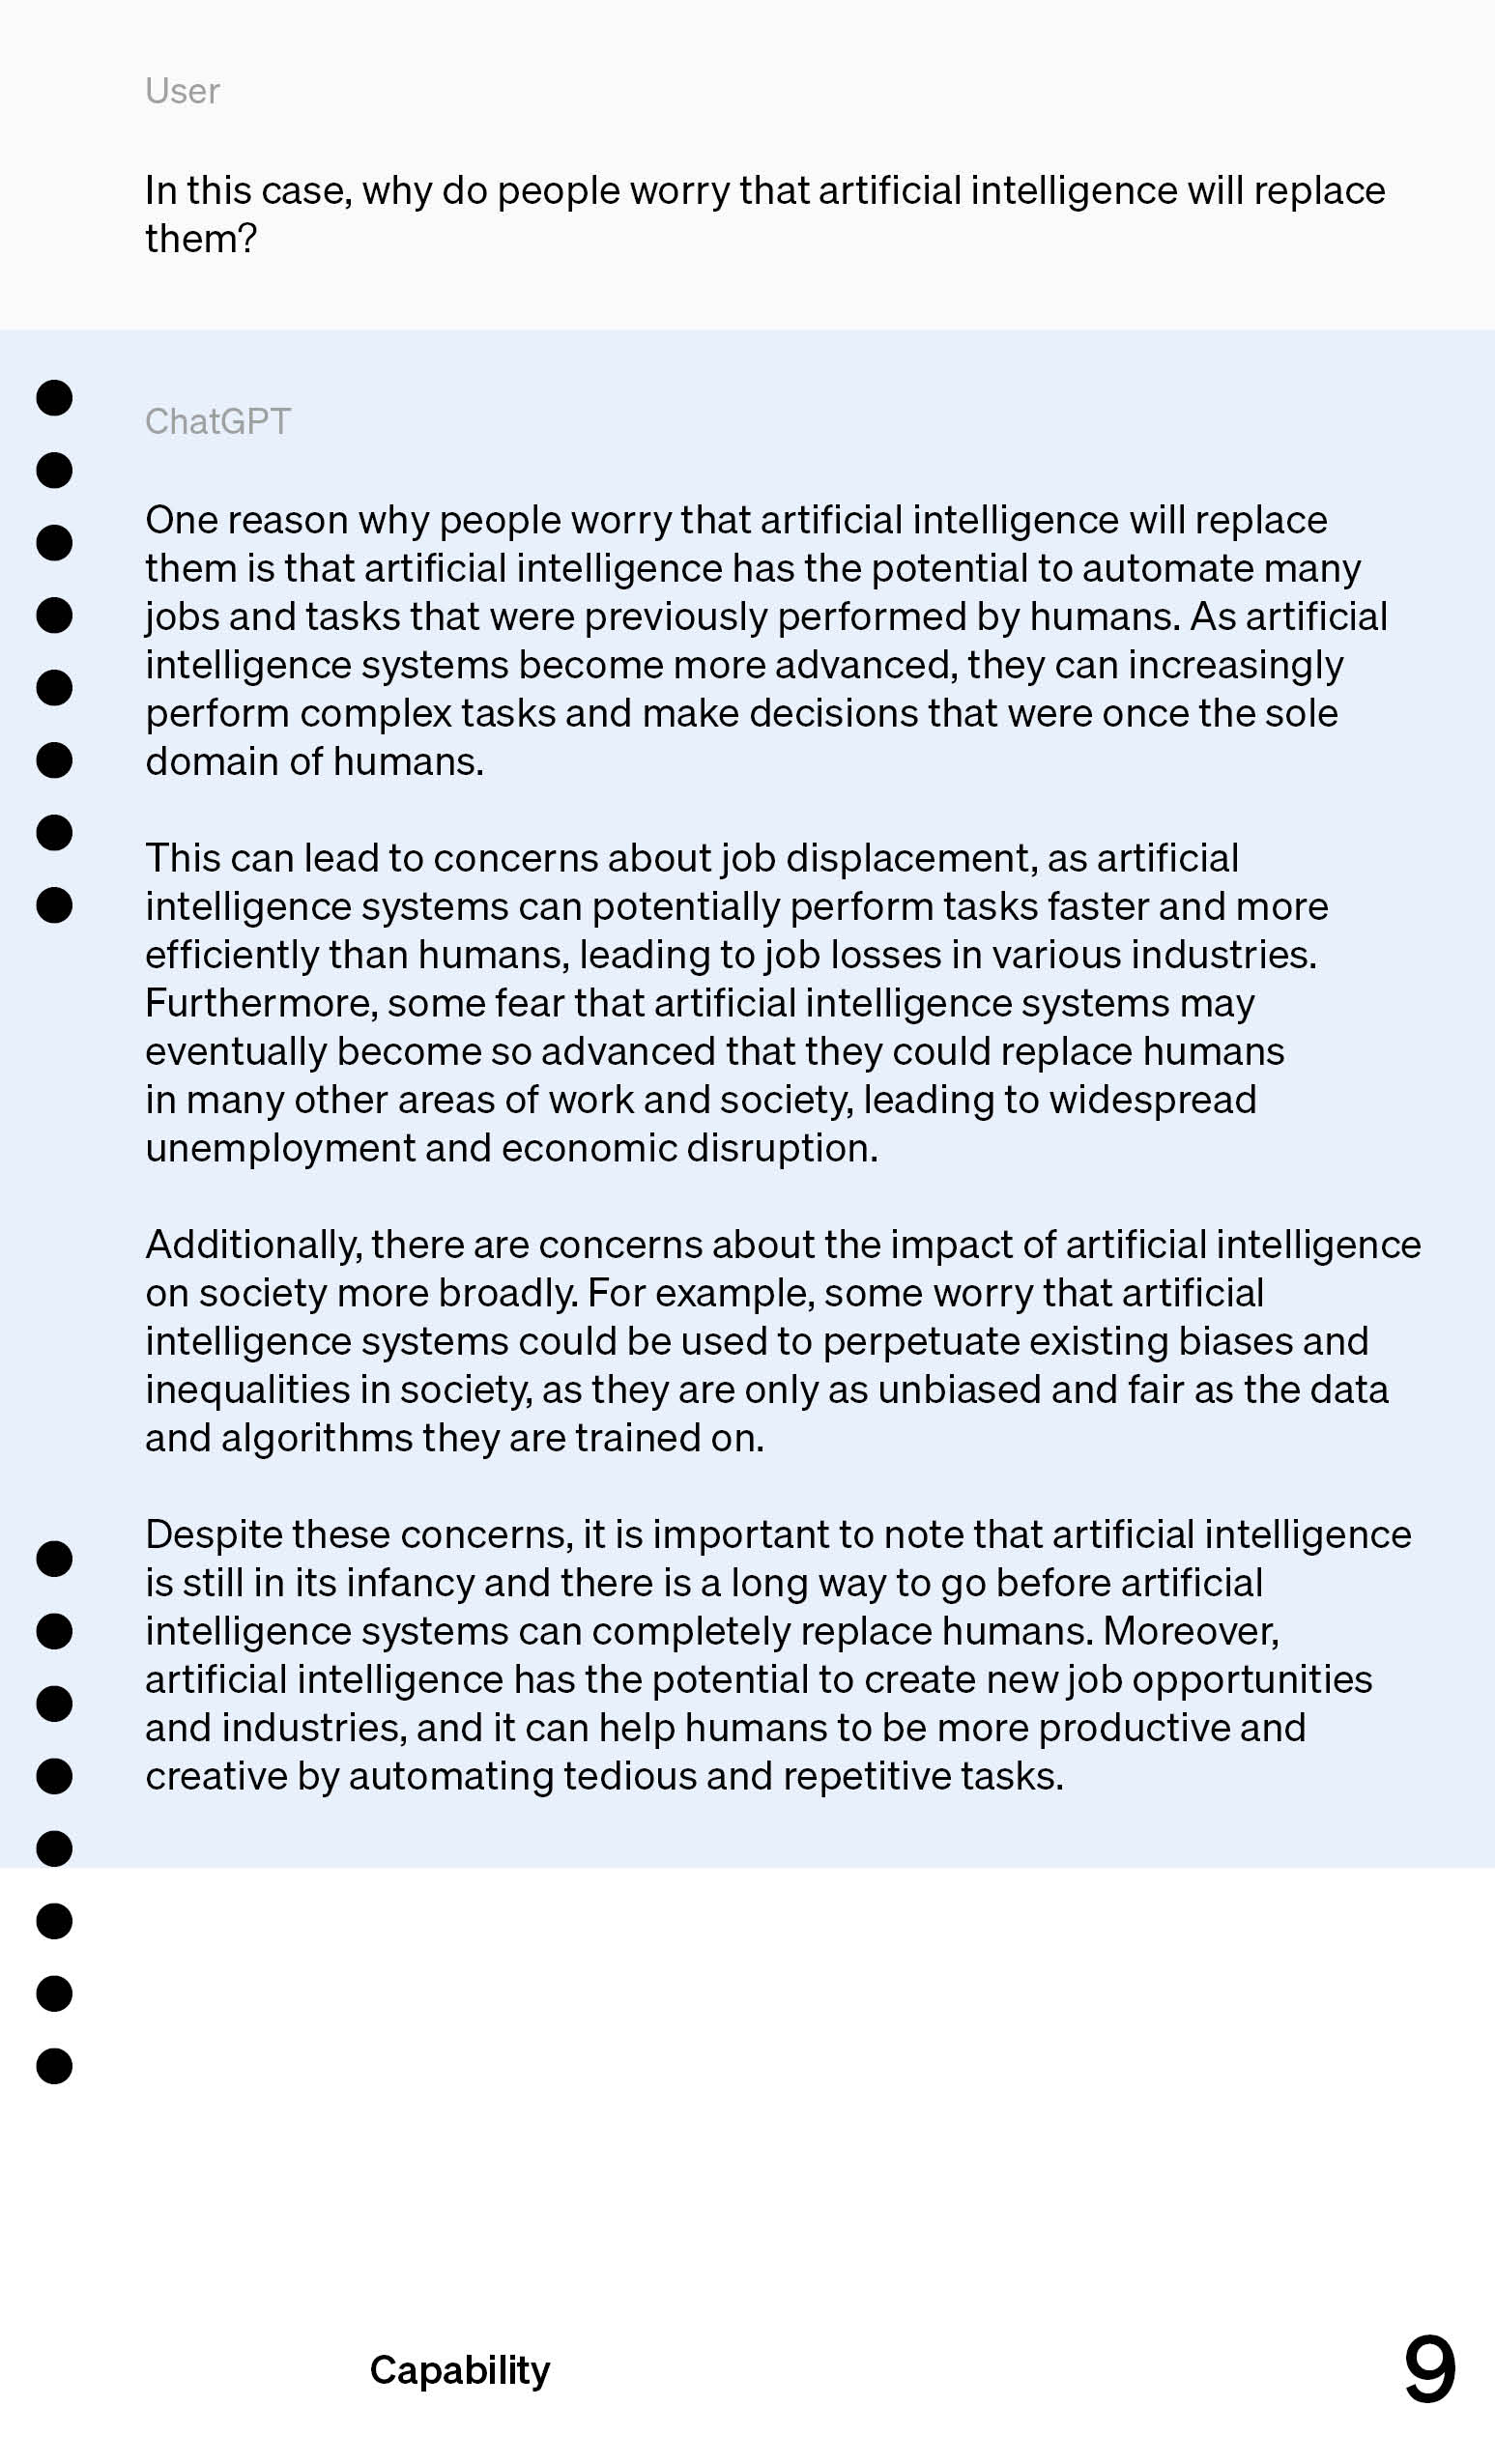 User
In this case, why do people worry that artificial intelligence will replace
them?
ChatGPT
One reason why people worry that artificial intelligence will replace
them is that artificial intelligence has the potential to automate many
jobs and tasks that were previously performed by humans. As artificial
intelligence systems become more advanced, they can increasingly
perform complex tasks and make decisions that were once the sole
domain of humans.
This can lead to concerns about job displacement, as artificial
intelligence systems can potentially perform tasks faster and more
efficiently than humans, leading to job losses in various industries.
Furthermore, some fear that artificial intelligence systems may
eventually become so advanced that they could replace humans
in many other areas of work and society, leading to widespread
unemployment and economic disruption.
Additionally, there are concerns about the impact of artificial intelligence
on society more broadly. For example, some worry that artificial
intelligence systems could be used to perpetuate existing biases and
inequalities in society, as they are only as unbiased and fair as the data
and algorithms they are trained on.
Despite these concerns, it is important to note that artificial intelligence
is still in its infancy and there is a long way to go before artificial
intelligence systems can completely replace humans. Moreover,
artificial intelligence has the potential to create new job opportunities
and industries, and it can help humans to be more productive and
creative by automating tedious and repetitive tasks.
Capability
9